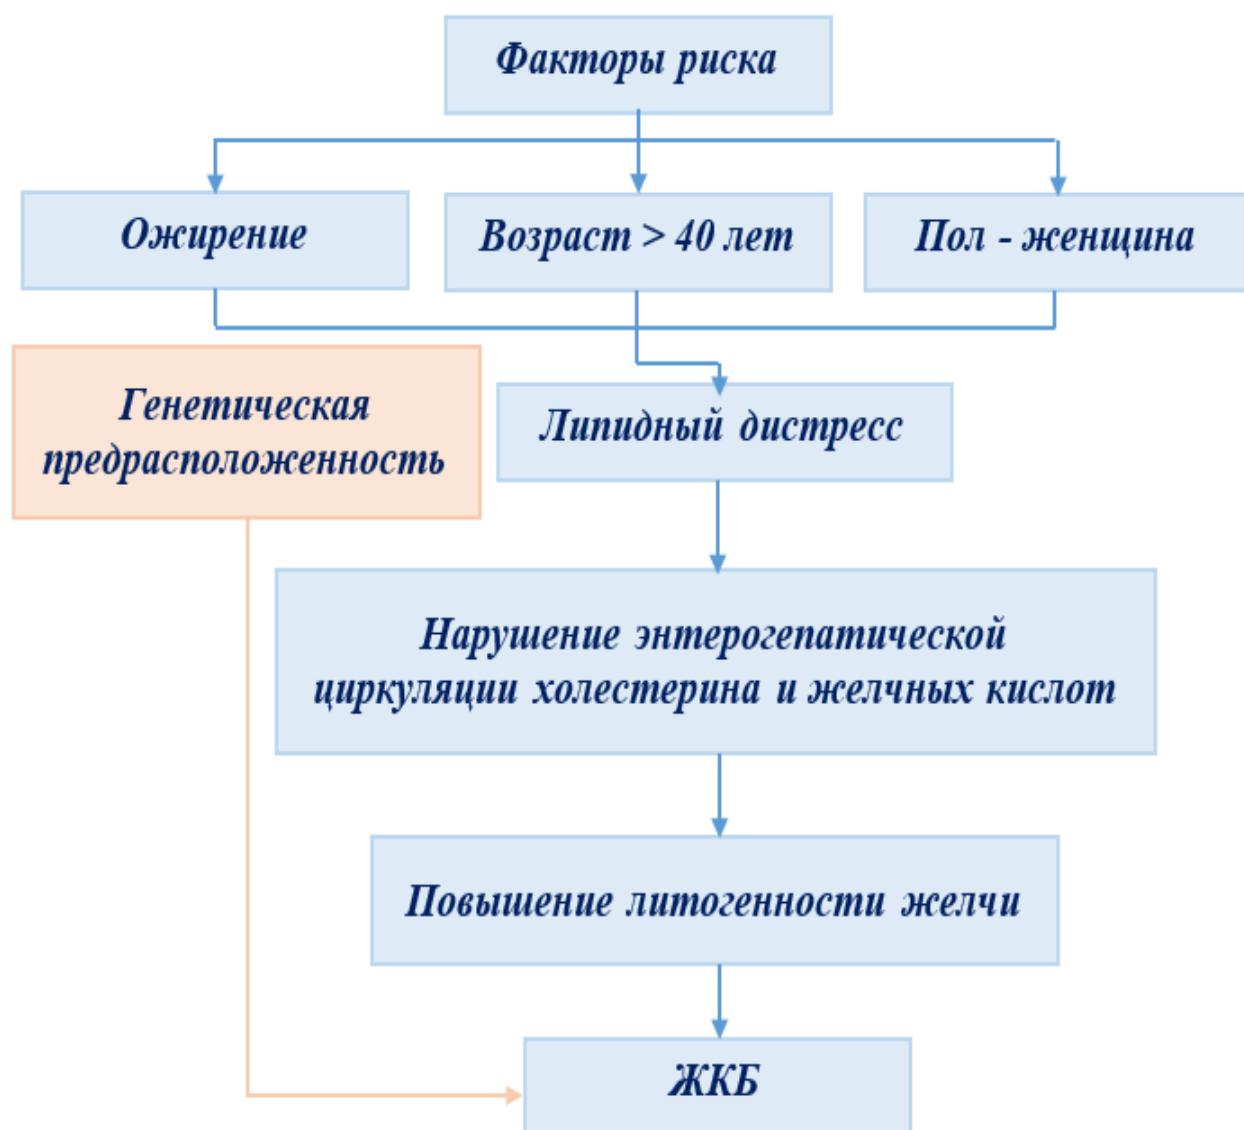 Факторы риска
Ожирение
Возраст > 40 лет
Пол - женщина
Генетическая
предрасположенность
Липидный дистресс
Нарушение энтерогепатической
циркуляции холестерина и желчных кислот
Повышение литогенности желчи
ЖКБ